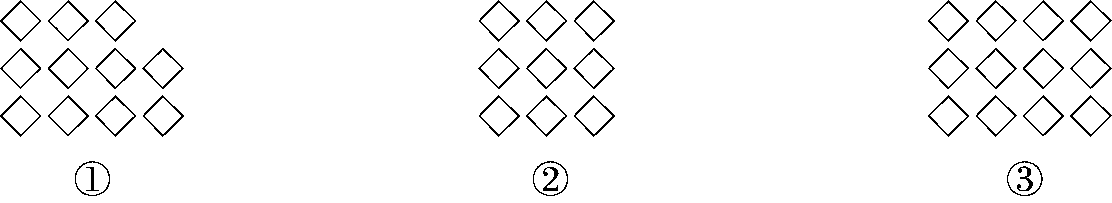 ① ② ③